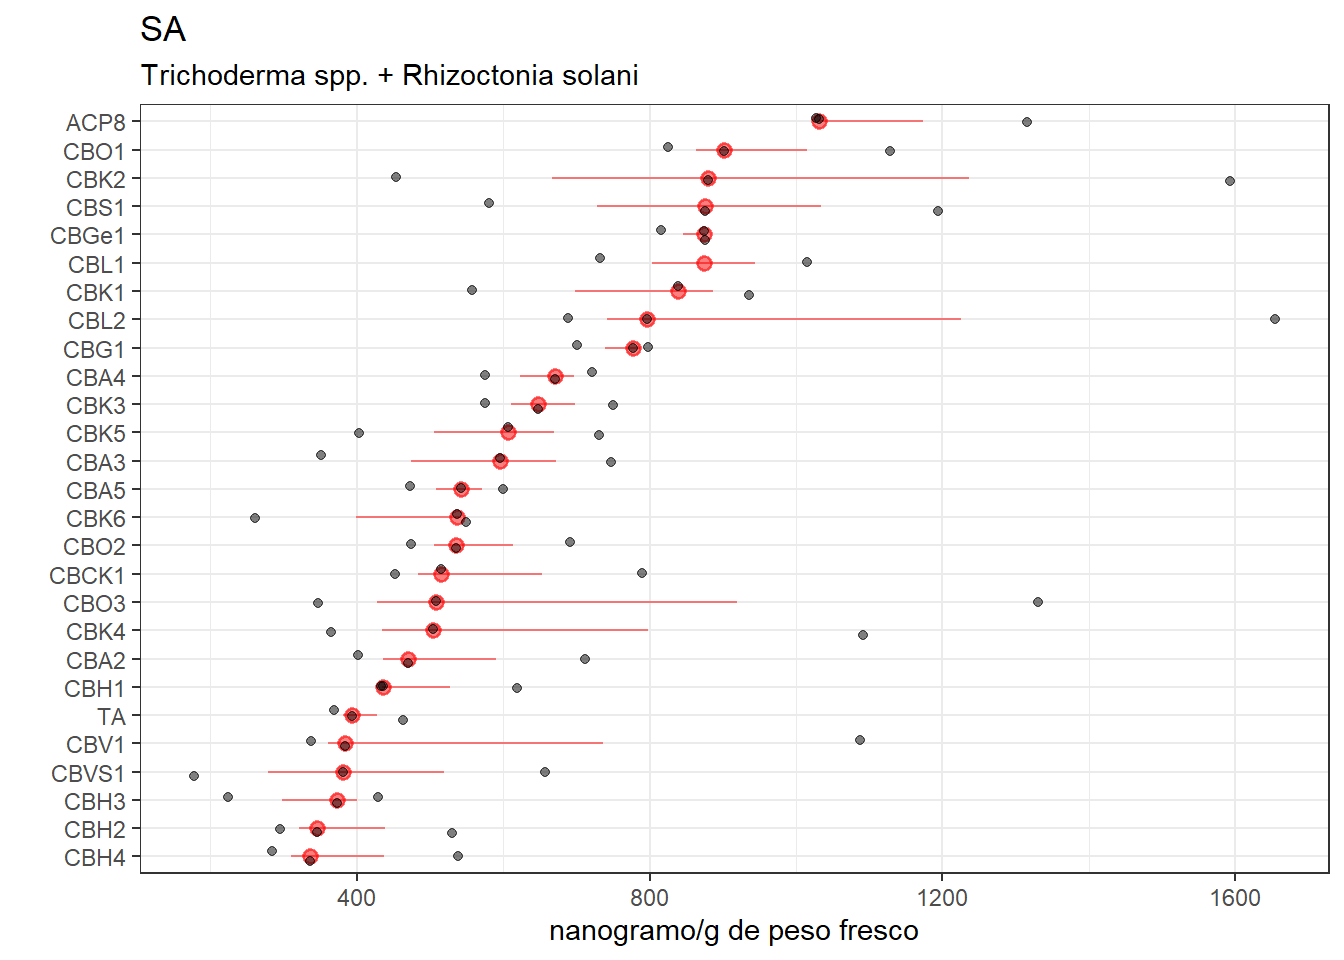 SA
Trichoderma spp. + Rhizoctonia solani
ACP8
CBO1
CBK2
CBS1
CBGe1
CBL1
CBK1
CBL2
CBG1
CBA4
CBK3
CBK5
CBA3
CBA5
CBK6
CBO2
CBCK1
CBO3
CBK4
CBA2
CBH1
TA
CBV1
CBVS1
CBH3
CBH2
CBH4
400 800 1200 1600
nanogramo/g de peso fresco